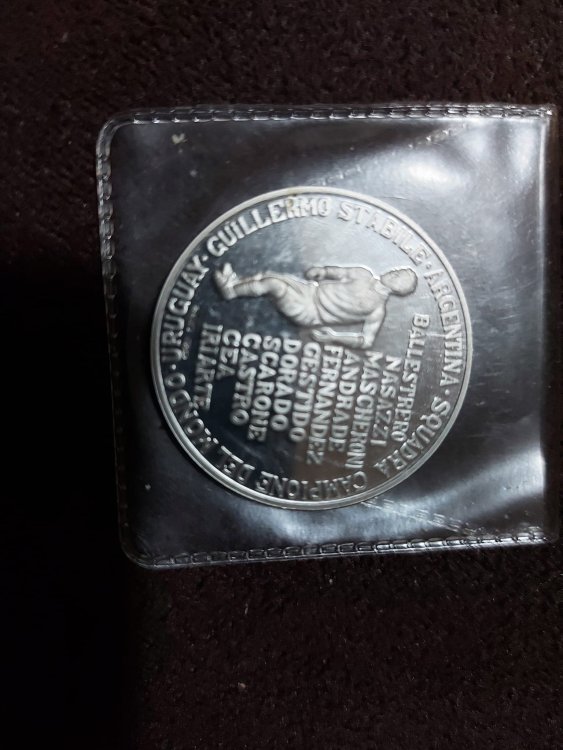 GUILLERMO STABILE · ARGENTINA
SQUADRA CAMPIONE DEL MONDO · URUGUAY ·
BALLESTRERO
NASAZZI
MASCHERONI
ANDRADE
FERNANDEZ
GESTIDO
DORADO
SCARONE
CASTRO
CEA
IRIARTE